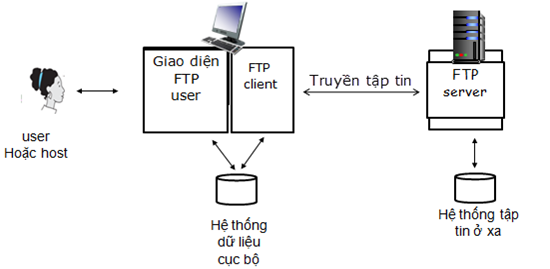 Giao diện
FTP
user
FTP
client
Truyền tập tin
FTP
server
user
Hoặc host
Hệ thống
dữ liệu
cục bộ
Hệ thống tập
tin ở xa